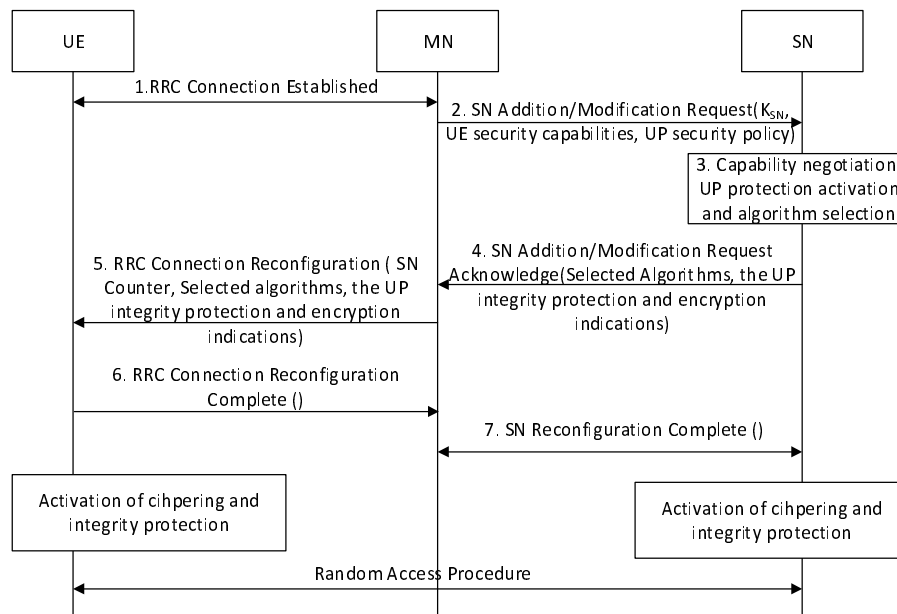 UE
MN
SN
1.RRC Connection Established
2. SN Addition/Modification Request(KSN,
UE security capabilities, UP security policy)
3. Capability negotiation
UP protection activation
and algorithm selection
4. SN Addition/Modification Request
Acknowledge(Selected Algorithms, the UP
integrity protection and encryption
indications)
5. RRC Connection Reconfiguration ( SN
Counter, Selected algorithms, the UP
integrity protection and encryption
indications)
6. RRC Connection Reconfiguration
Complete ()
7. SN Reconfiguration Complete ()
Activation of cihpering and
integrity protection
Activation of cihpering and
integrity protection
Random Access Procedure